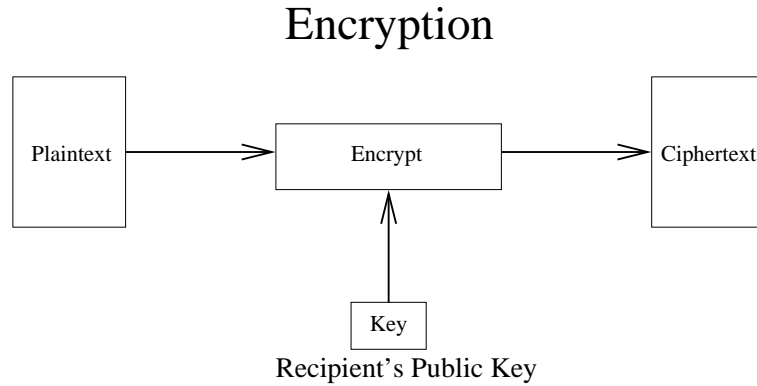 Encryption
Plaintext
Encrypt
Ciphertext
Key
Recipient's Public Key